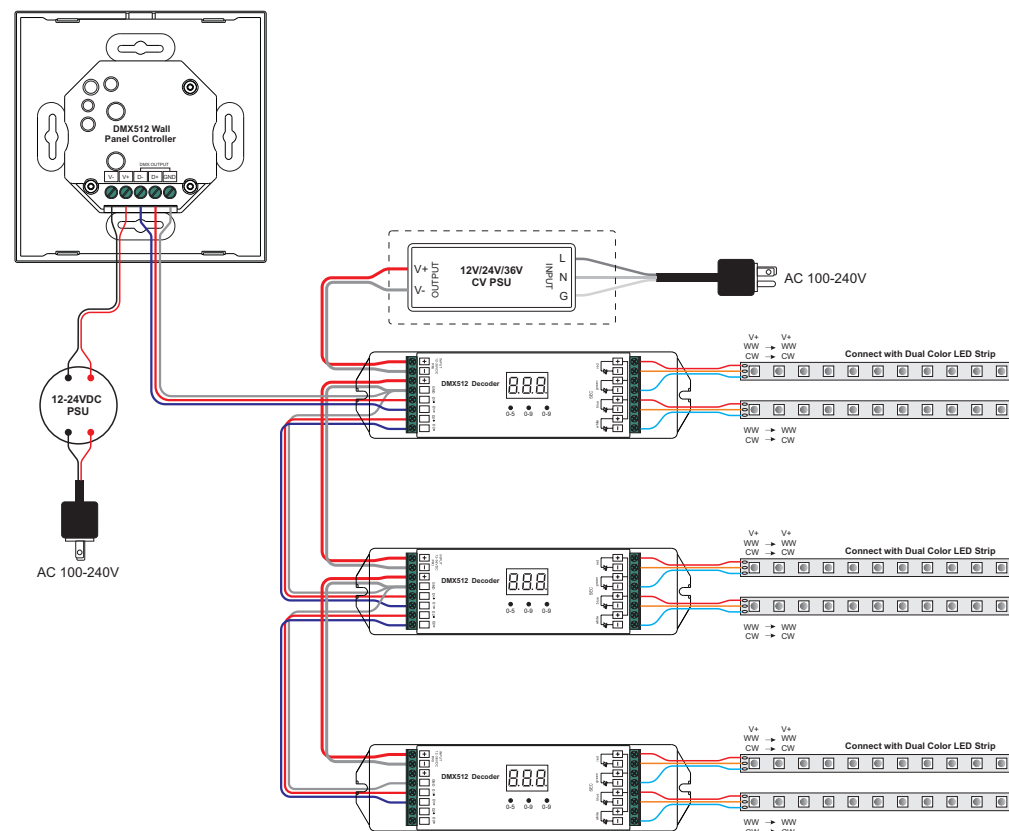 DMX512 Wall
Panel Controller
DMX OUTPUT
V- V+ D- D+ GND
12-24VDC
PSU
AC 100-240V
V+
V-
OUTPUT
12V/24V/36V
CV PSU
INPUT
L
N
G
AC 100-240V
DMX512 Decoder
0-5 0-9 0-9
V+ V+
WW → WW
CW → CW
Connect with Dual Color LED Strip
WW → WW
CW → CW
DMX512 Decoder
0-5 0-9 0-9
V+ V+
WW → WW
CW → CW
Connect with Dual Color LED Strip
WW → WW
CW → CW
DMX512 Decoder
0-5 0-9 0-9
V+ V+
WW → WW
CW → CW
Connect with Dual Color LED Strip
WW → WW
CW → CW